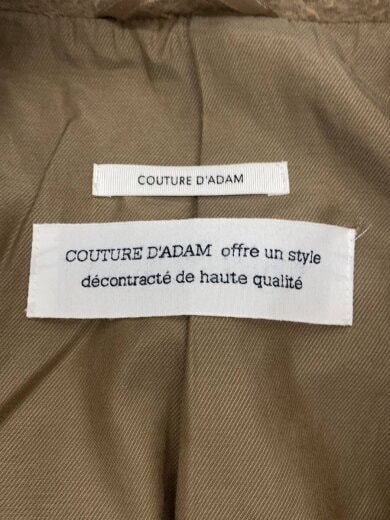 COUTURE D'ADAM
COUTURE D'ADAM offre un style
décontracté de haute qualité